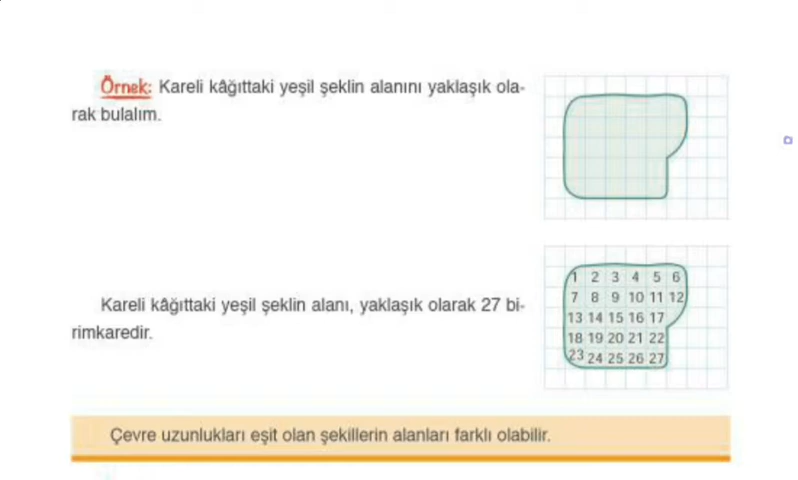 Örnek: Kareli kâğıttaki yeşil şeklin alanını yaklaşık ola-
rak bulalım.
1 2 3 4 5 6
7 8 9 10 11 12
13 14 15 16 17
18 19 20 21 22
23 24 25 26 27
Kareli kâğıttaki yeşil şeklin alanı, yaklaşık olarak 27 bi-
rimkaredir.
Çevre uzunlukları eşit olan şekillerin alanları farklı olabilir.